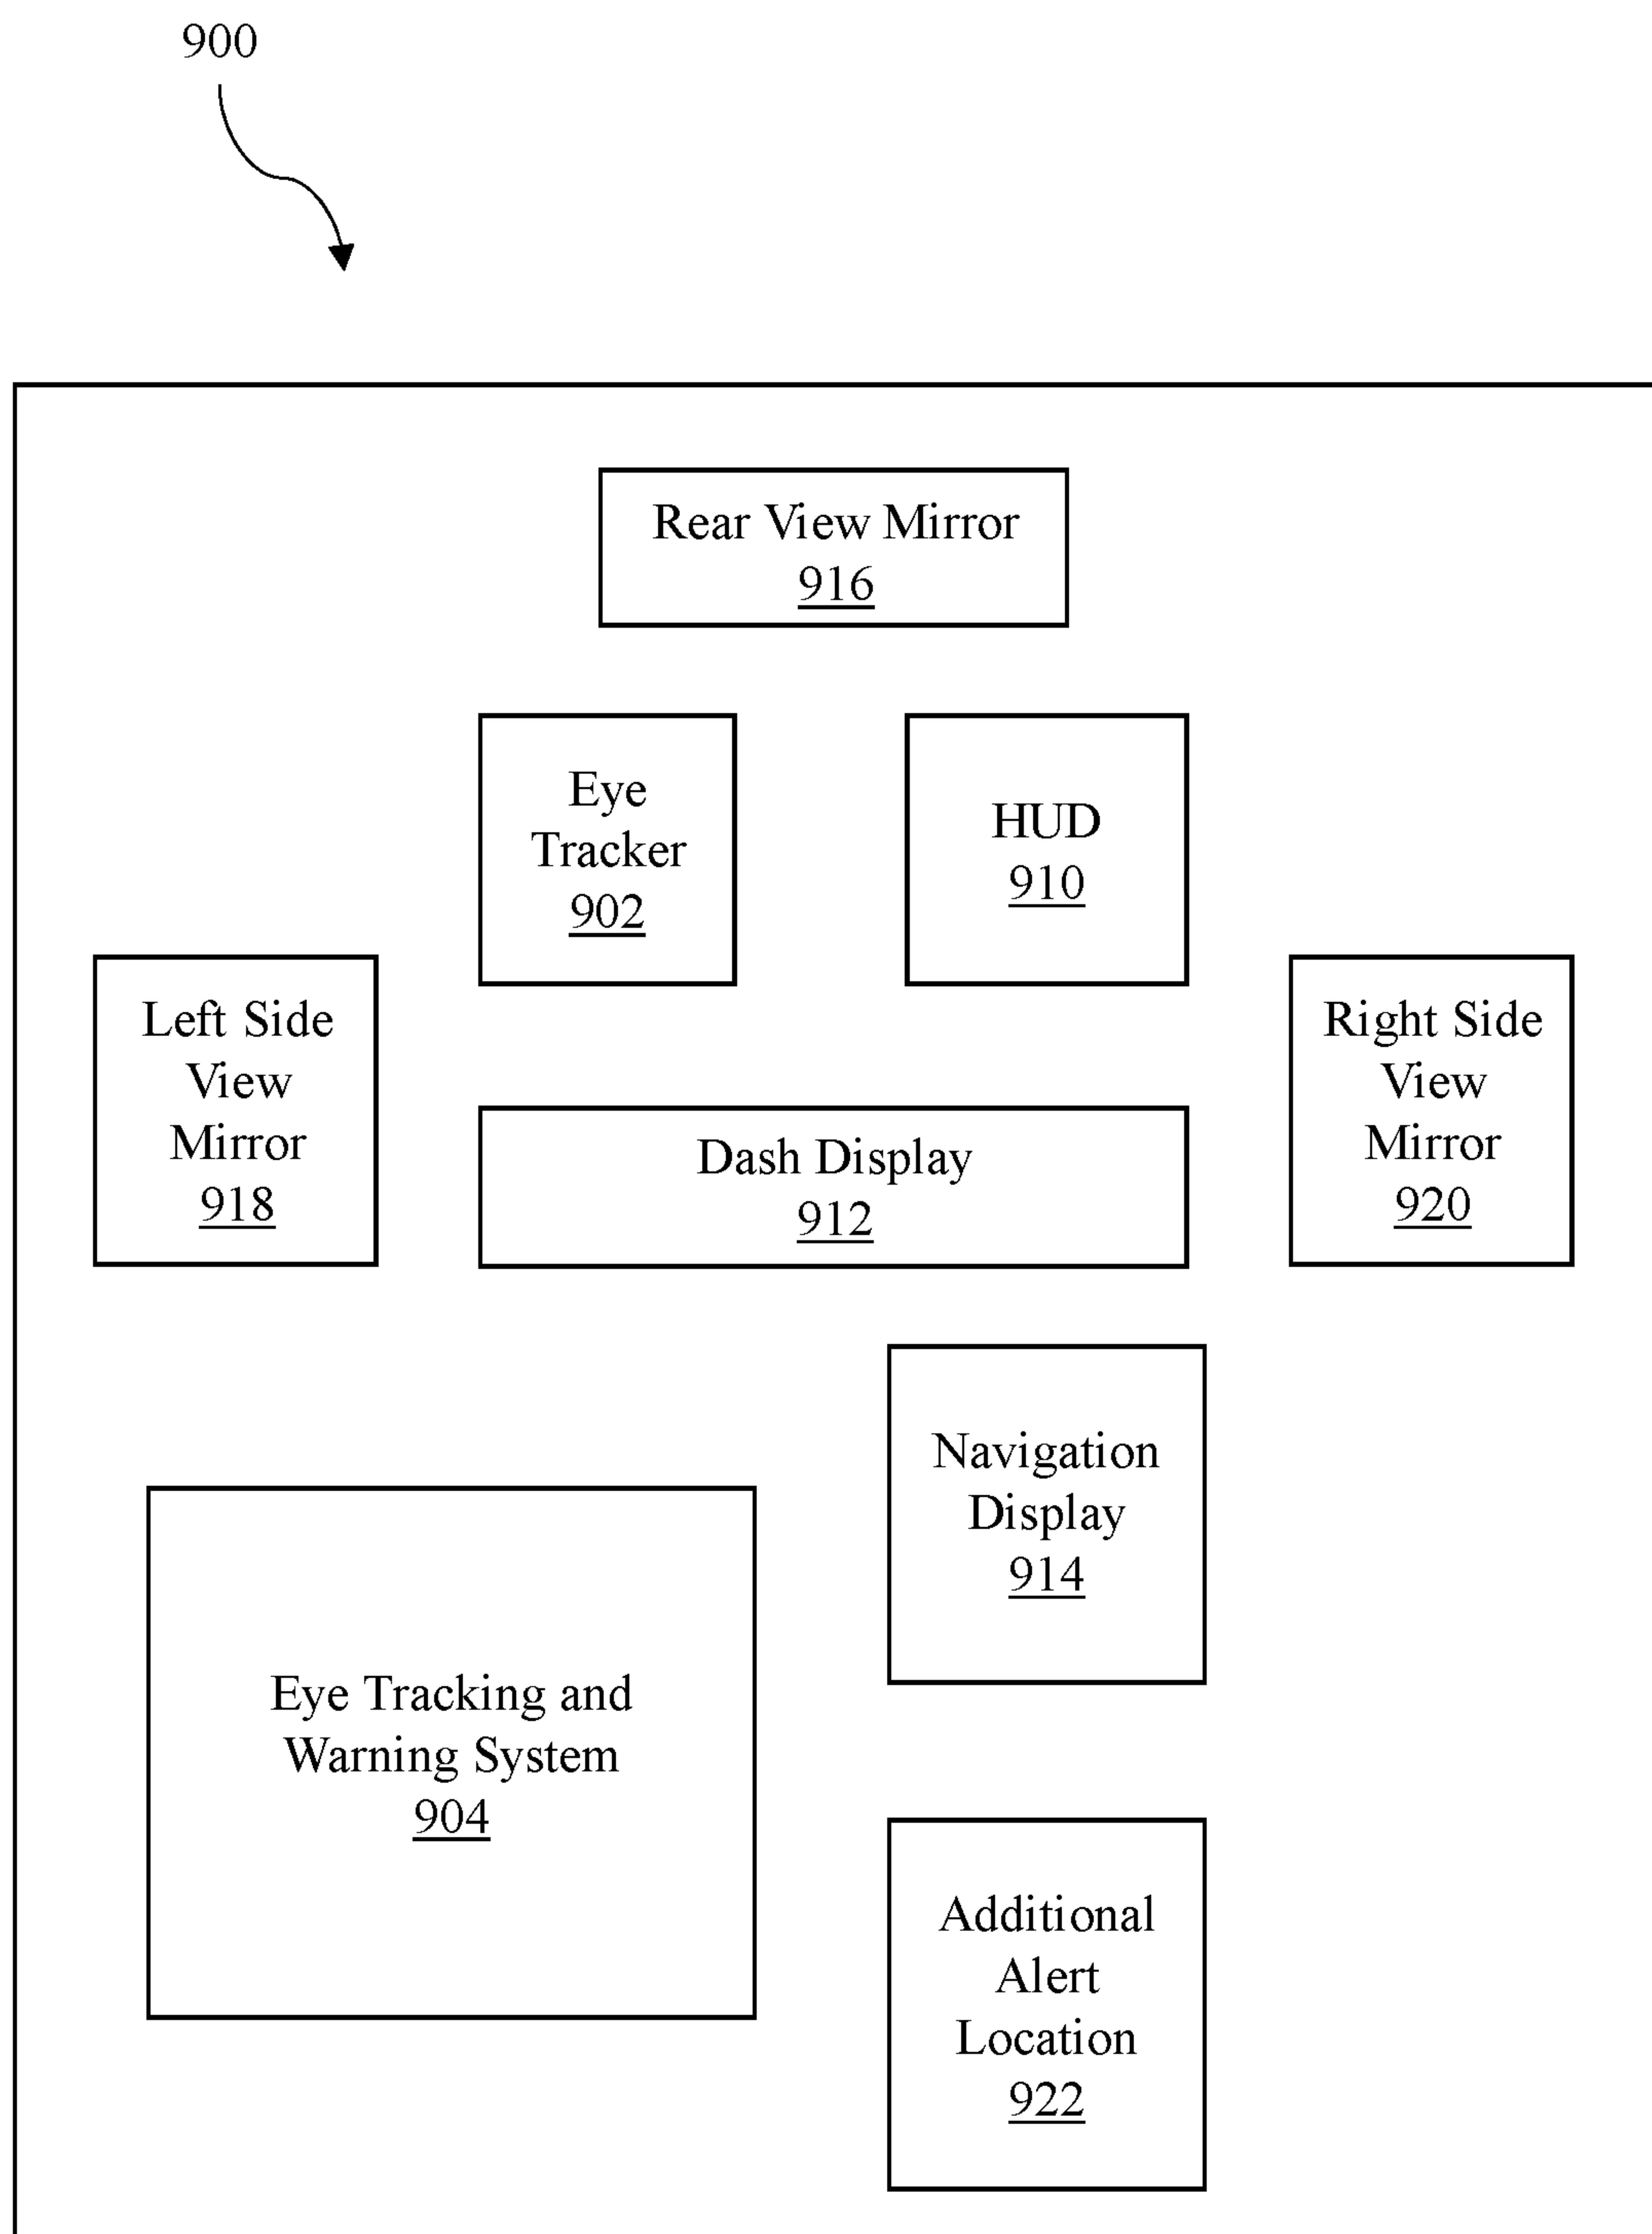 900
Rear View Mirror
916
Eye
Tracker
902
HUD
910
Left Side
View
Mirror
918
Dash Display
912
Right Side
View
Mirror
920
Navigation
Display
914
Eye Tracking and
Warning System
904
Additional
Alert
Location
922